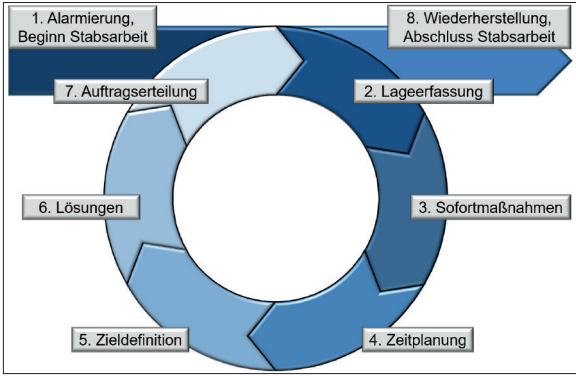 1. Alarmierung,
Beginn Stabsarbeit
8. Wiederherstellung,
Abschluss Stabsarbeit
7. Auftragserteilung
2. Lageerfassung
6. Lösungen
3. Sofortmaßnahmen
5. Zieldefinition
4. Zeitplanung